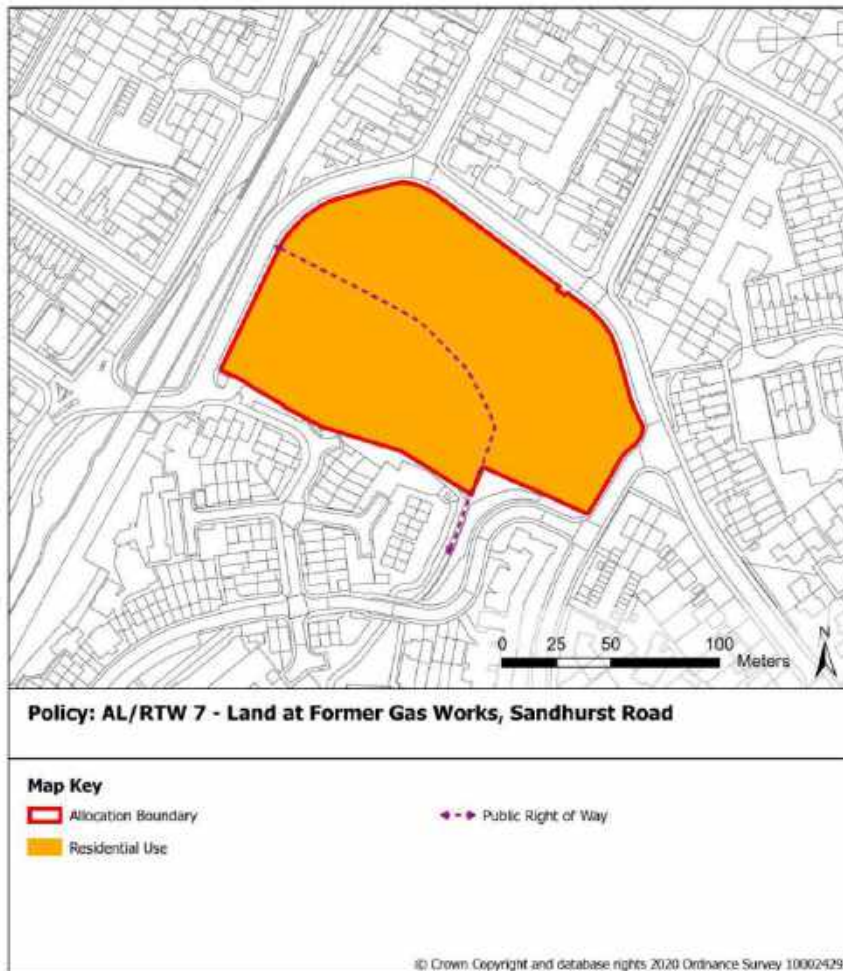 0 25 50 100
Meters
N
Policy: AL/RTW 7 - Land at Former Gas Works, Sandhurst Road
Map Key
Allocation Boundary
Public Right of Way
Residential Use
© Crown Copyright and database rights 2020 Ordnance Survey 10002429